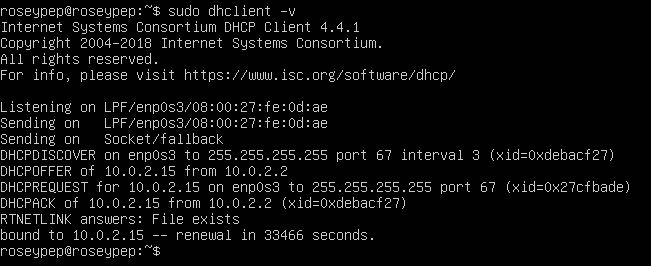 roseypep@roseypep:~$ sudo dhclient -v
Internet Systems Consortium DHCP Client 4.4.1
Copyright 2004-2018 Internet Systems Consortium.
All rights reserved.
For info, please visit https://www.isc.org/software/dhcp/

Listening on LPF/enp0s3/08:00:27:fe:0d:ae
Sending on   LPF/enp0s3/08:00:27:fe:0d:ae
Sending on   Socket/fallback
DHCPDISCOVER on enp0s3 to 255.255.255.255 port 67 interval 3 (xid=0xdebacf27)
DHCPOFFER of 10.0.2.15 from 10.0.2.2
DHCPREQUEST for 10.0.2.15 on enp0s3 to 255.255.255.255 port 67 (xid=0x27cfbade)
DHCPACK of 10.0.2.15 from 10.0.2.2 (xid=0xdebacf27)
RTNETLINK answers: File exists
bound to 10.0.2.15 -- renewal in 33466 seconds.
roseypep@roseypep:~$